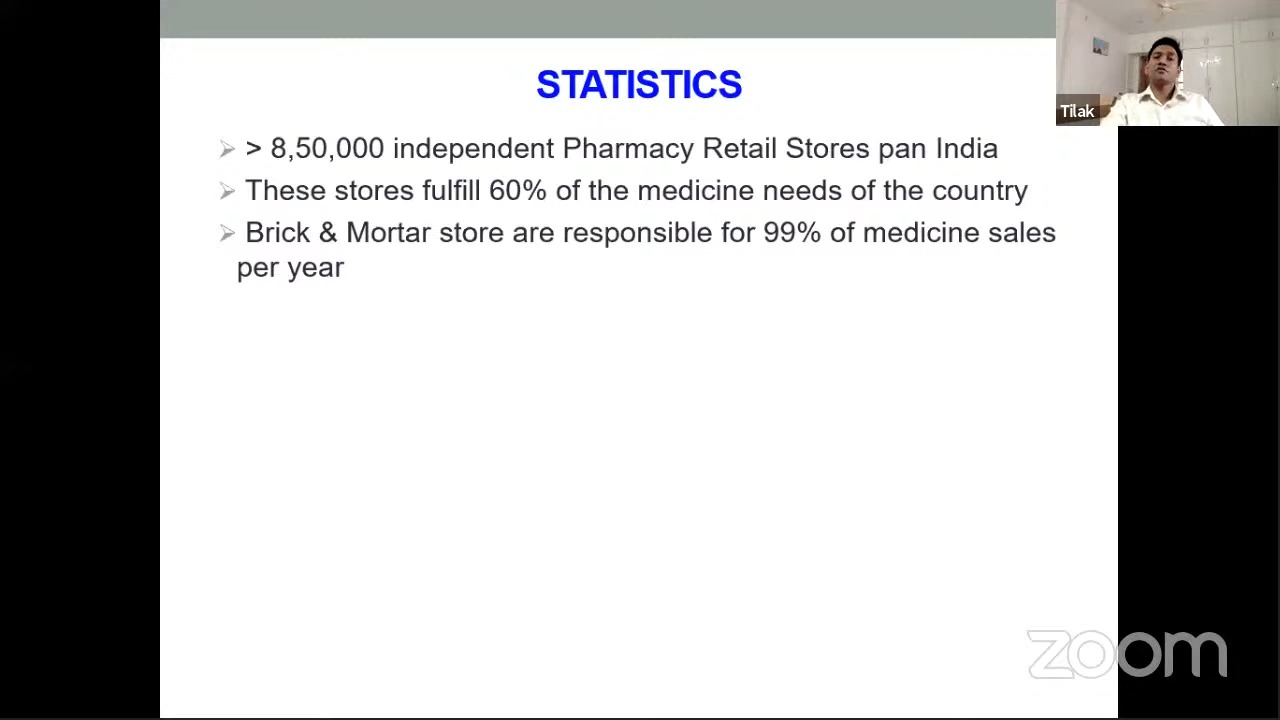 STATISTICS
> 8,50,000 independent Pharmacy Retail Stores pan India
These stores fulfill 60% of the medicine needs of the country
Brick & Mortar store are responsible for 99% of medicine sales
per year
Tilak
zoom